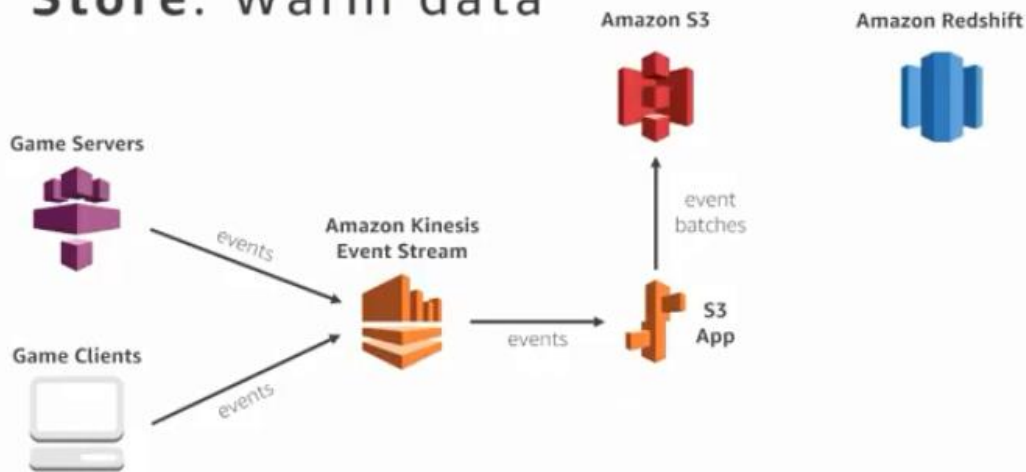 Store: Warm data
Amazon S3
Amazon Redshift
Game Servers
event
batches
events
Amazon Kinesis
Event Stream
S3
App
events
Game Clients
events